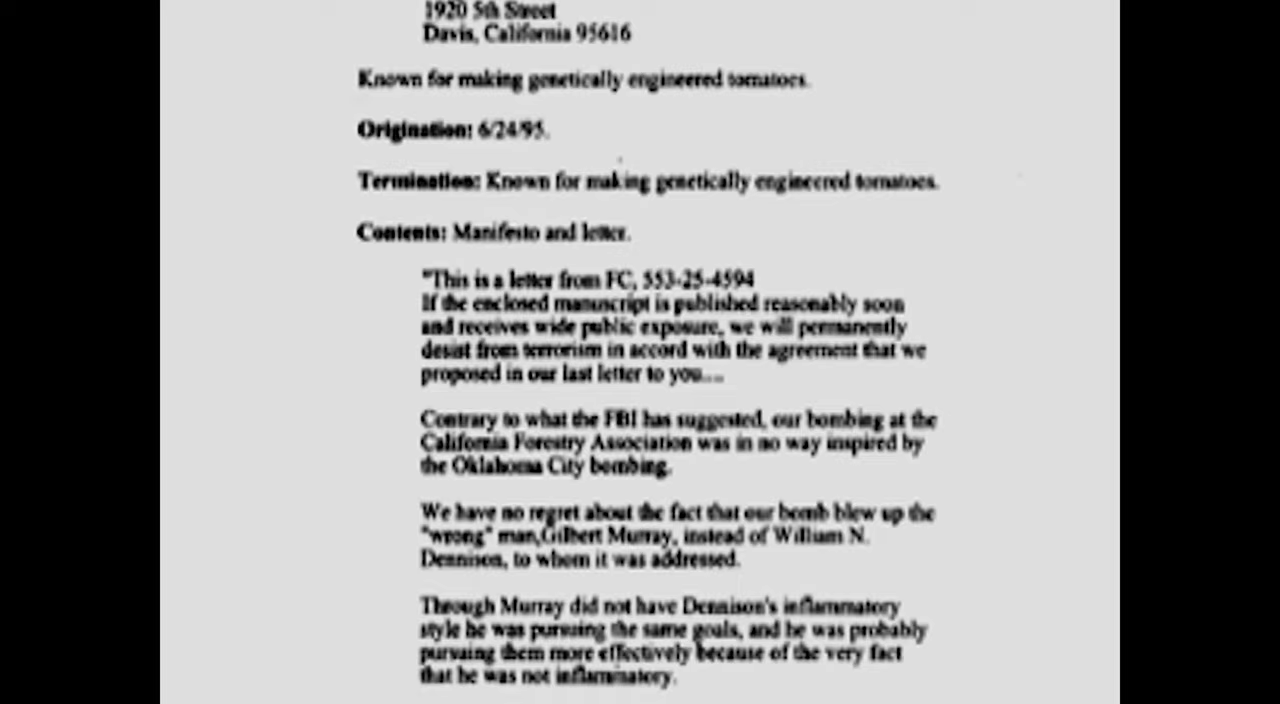 1920 5th Street
Davis, California 95616
Known for making genetically engineered tomatoes.
Origination: 6/24/95.
Termination: Known for making genetically engineered tomatoes.
Contents: Manifesto and letter.
"This is a letter from FC, 553-25-4594
If the enclosed manuscript is published reasonably soon
and receives wide public exposure, we will permanently
desist from terrorism in accord with the agreement that we
proposed in our last letter to you....
Contrary to what the FBI has suggested, our bombing at the
California Forestry Association was in no way inspired by
the Oklahoma City bombing.
We have no regret about the fact that our bomb blew up the
"wrong" man,Gilbert Murray, instead of William N.
Dennison, to whom it was addressed.
Through Murray did not have Dennison's inflammatory
style he was pursuing the same goals, and he was probably
pursuing them more effectively because of the very fact
that he was not inflammatory.